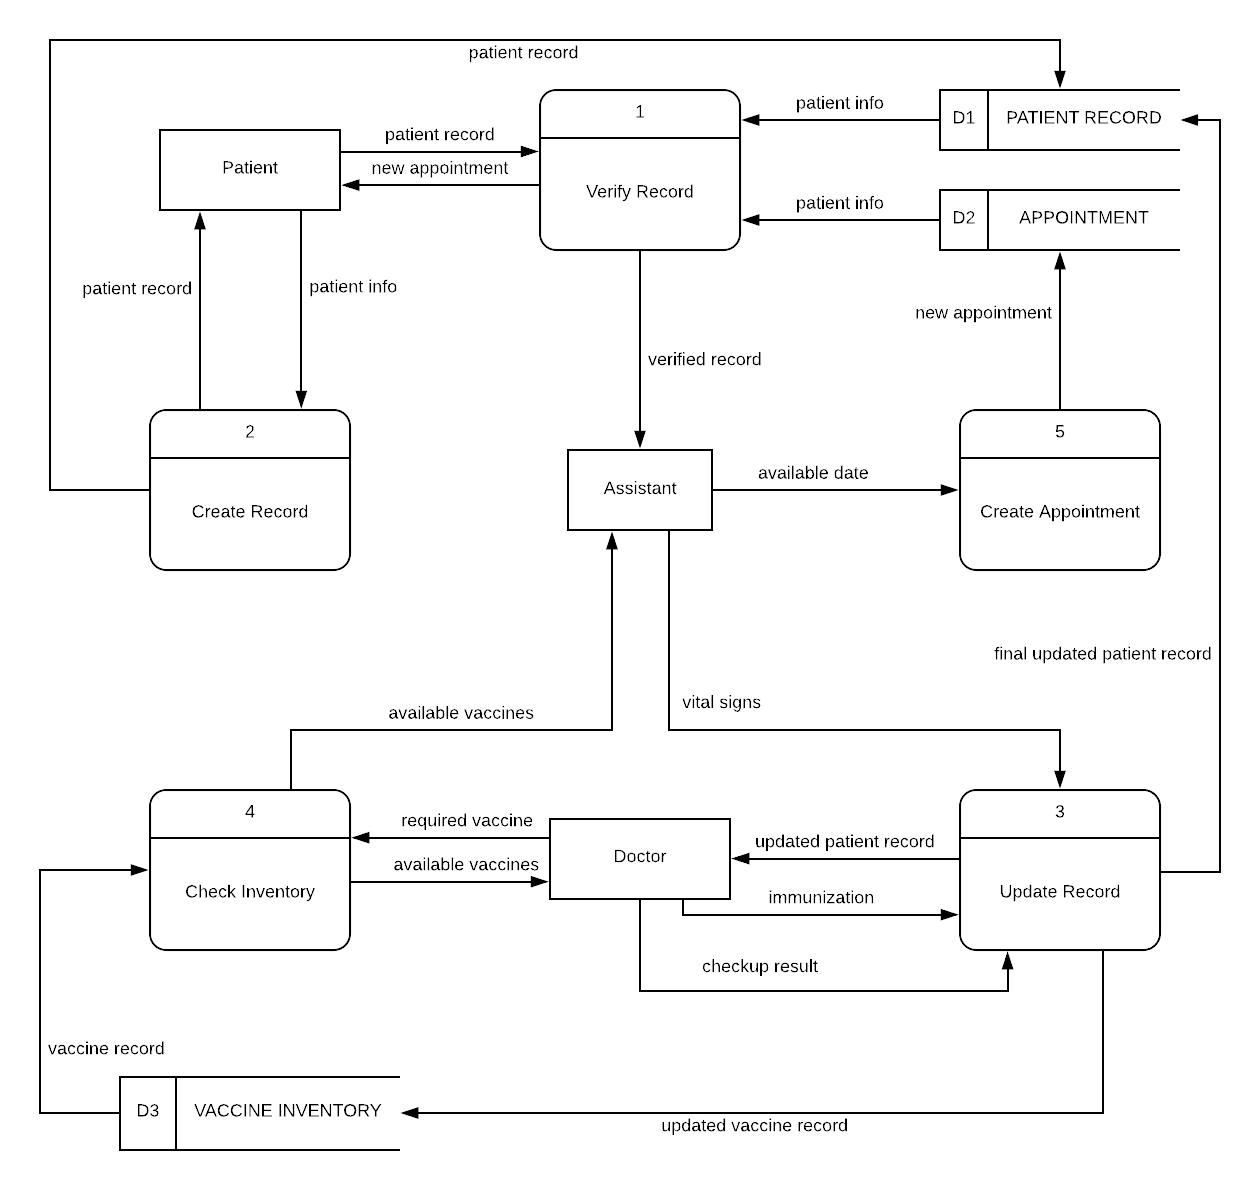 patient record
patient info
1
D1
PATIENT RECORD
patient record
Patient
new appointment
Verify Record
patient info
D2
APPOINTMENT
patient record
patient info
new appointment
verified record
2
5
available date
Assistant
Create Record
Create Appointment
final updated patient record
vital signs
available vaccines
4
3
required vaccine
updated patient record
Doctor
available vaccines
Check Inventory
Update Record
immunization
checkup result
vaccine record
D3
VACCINE INVENTORY
updated vaccine record